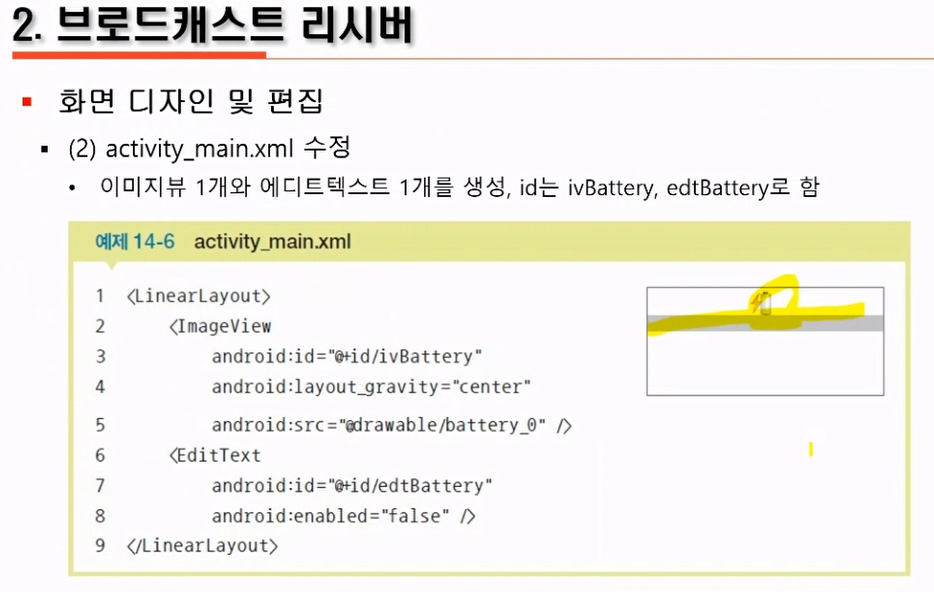 2. 브로드캐스트 리시버
화면 디자인 및 편집
(2) activity_main.xml 수정
이미지뷰 1개와 에디트텍스트 1개를 생성, id는 ivBattery, edtBattery로 함
예제 14-6 activity_main.xml
1 <LinearLayout>
2 <ImageView
3 android:id="@+id/ivBattery"
4 android:layout_gravity="center"
5 android:src="@drawable/battery_0" />
6 <EditText
7 android:id="@+id/edtBattery"
8 android:enabled="false" />
9 </LinearLayout>